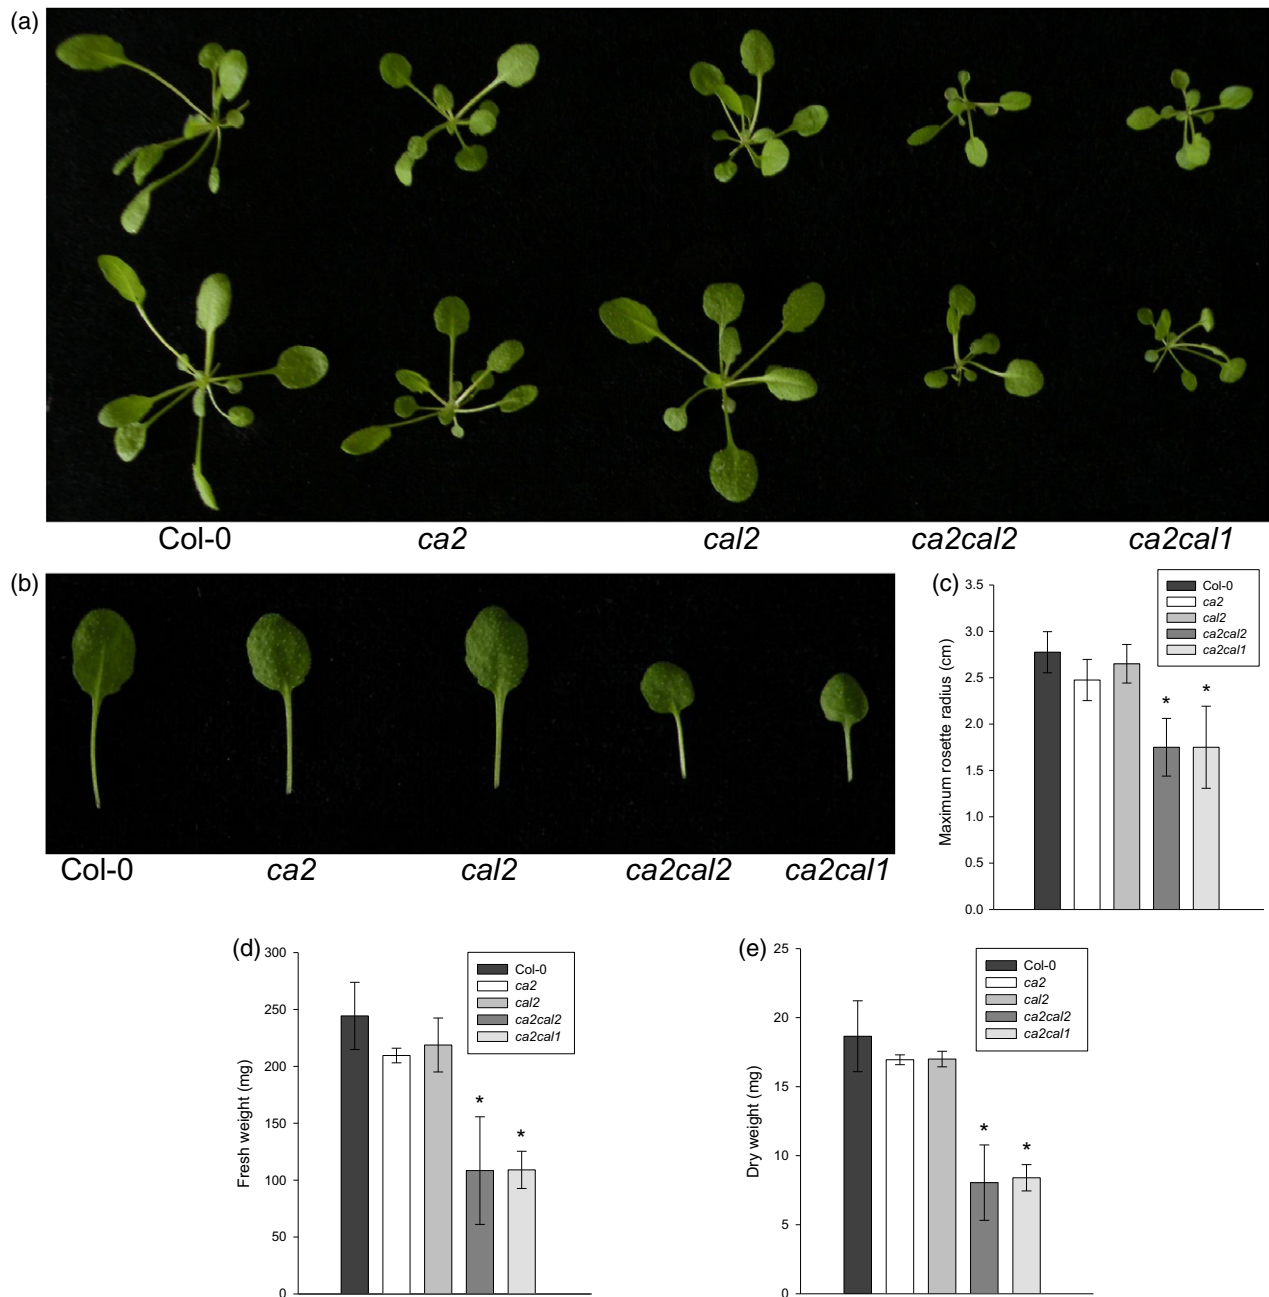 (a)
Col-0 ca2 cal2 ca2cal2 ca2cal1
(b)
Col-0 ca2 cal2 ca2cal2 ca2cal1
(c)
Maximum rosette radius (cm)
3.5
3.0
2.5
2.0
1.5
1.0
0.5
0.0
Col-0
ca2
cal2
ca2cal2
ca2cal1
* *
(d)
Fresh weight (mg)
300
250
200
150
100
50
0
Col-0
ca2
cal2
ca2cal2
ca2cal1
*
*
(e)
Dry weight (mg)
25
20
15
10
5
0
Col-0
ca2
cal2
ca2cal2
ca2cal1
* *